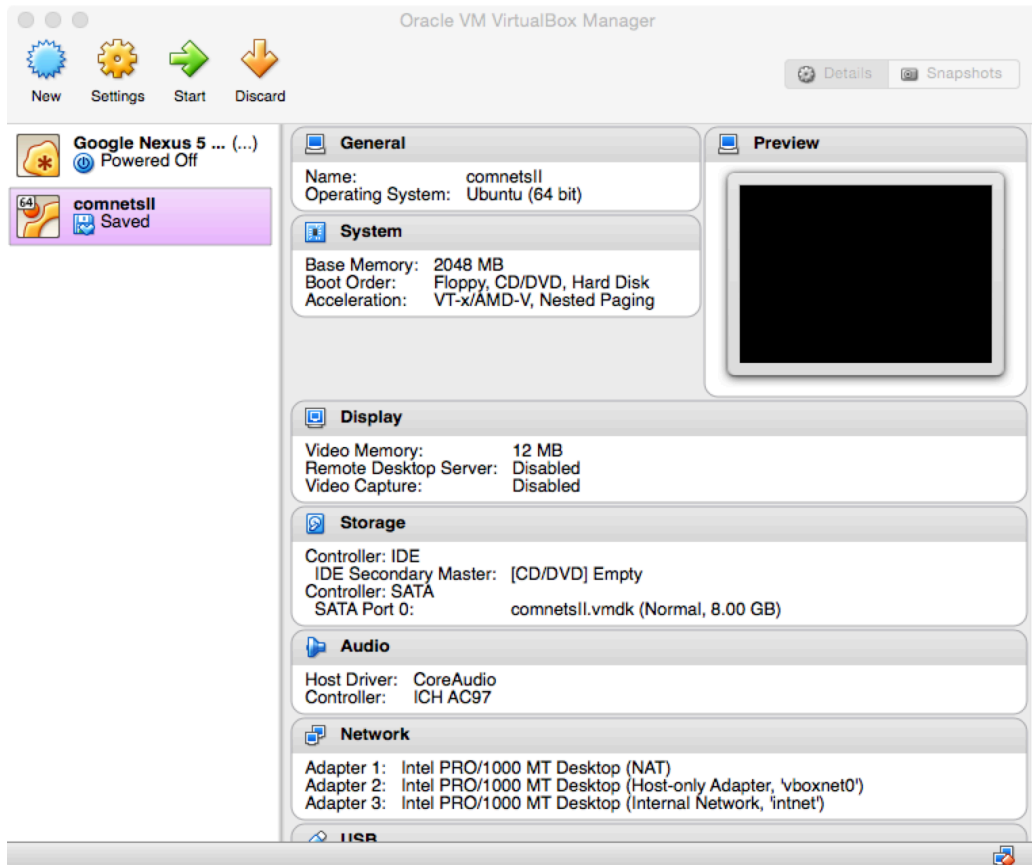 Oracle VM VirtualBox Manager
New Settings Start Discard
Details Snapshots
Google Nexus 5 ... (...)
Powered Off
64
comnetsII
Saved
General
Name: comnetsII
Operating System: Ubuntu (64 bit)
Preview
System
Base Memory: 2048 MB
Boot Order: Floppy, CD/DVD, Hard Disk
Acceleration: VT-x/AMD-V, Nested Paging
Display
Video Memory: 12 MB
Remote Desktop Server: Disabled
Video Capture: Disabled
Storage
Controller: IDE
IDE Secondary Master: [CD/DVD] Empty
Controller: SATA
SATA Port 0: comnetsII.vmdk (Normal, 8.00 GB)
Audio
Host Driver: CoreAudio
Controller: ICH AC97
Network
Adapter 1: Intel PRO/1000 MT Desktop (NAT)
Adapter 2: Intel PRO/1000 MT Desktop (Host-only Adapter, 'vboxnet0')
Adapter 3: Intel PRO/1000 MT Desktop (Internal Network, 'intnet')
USB